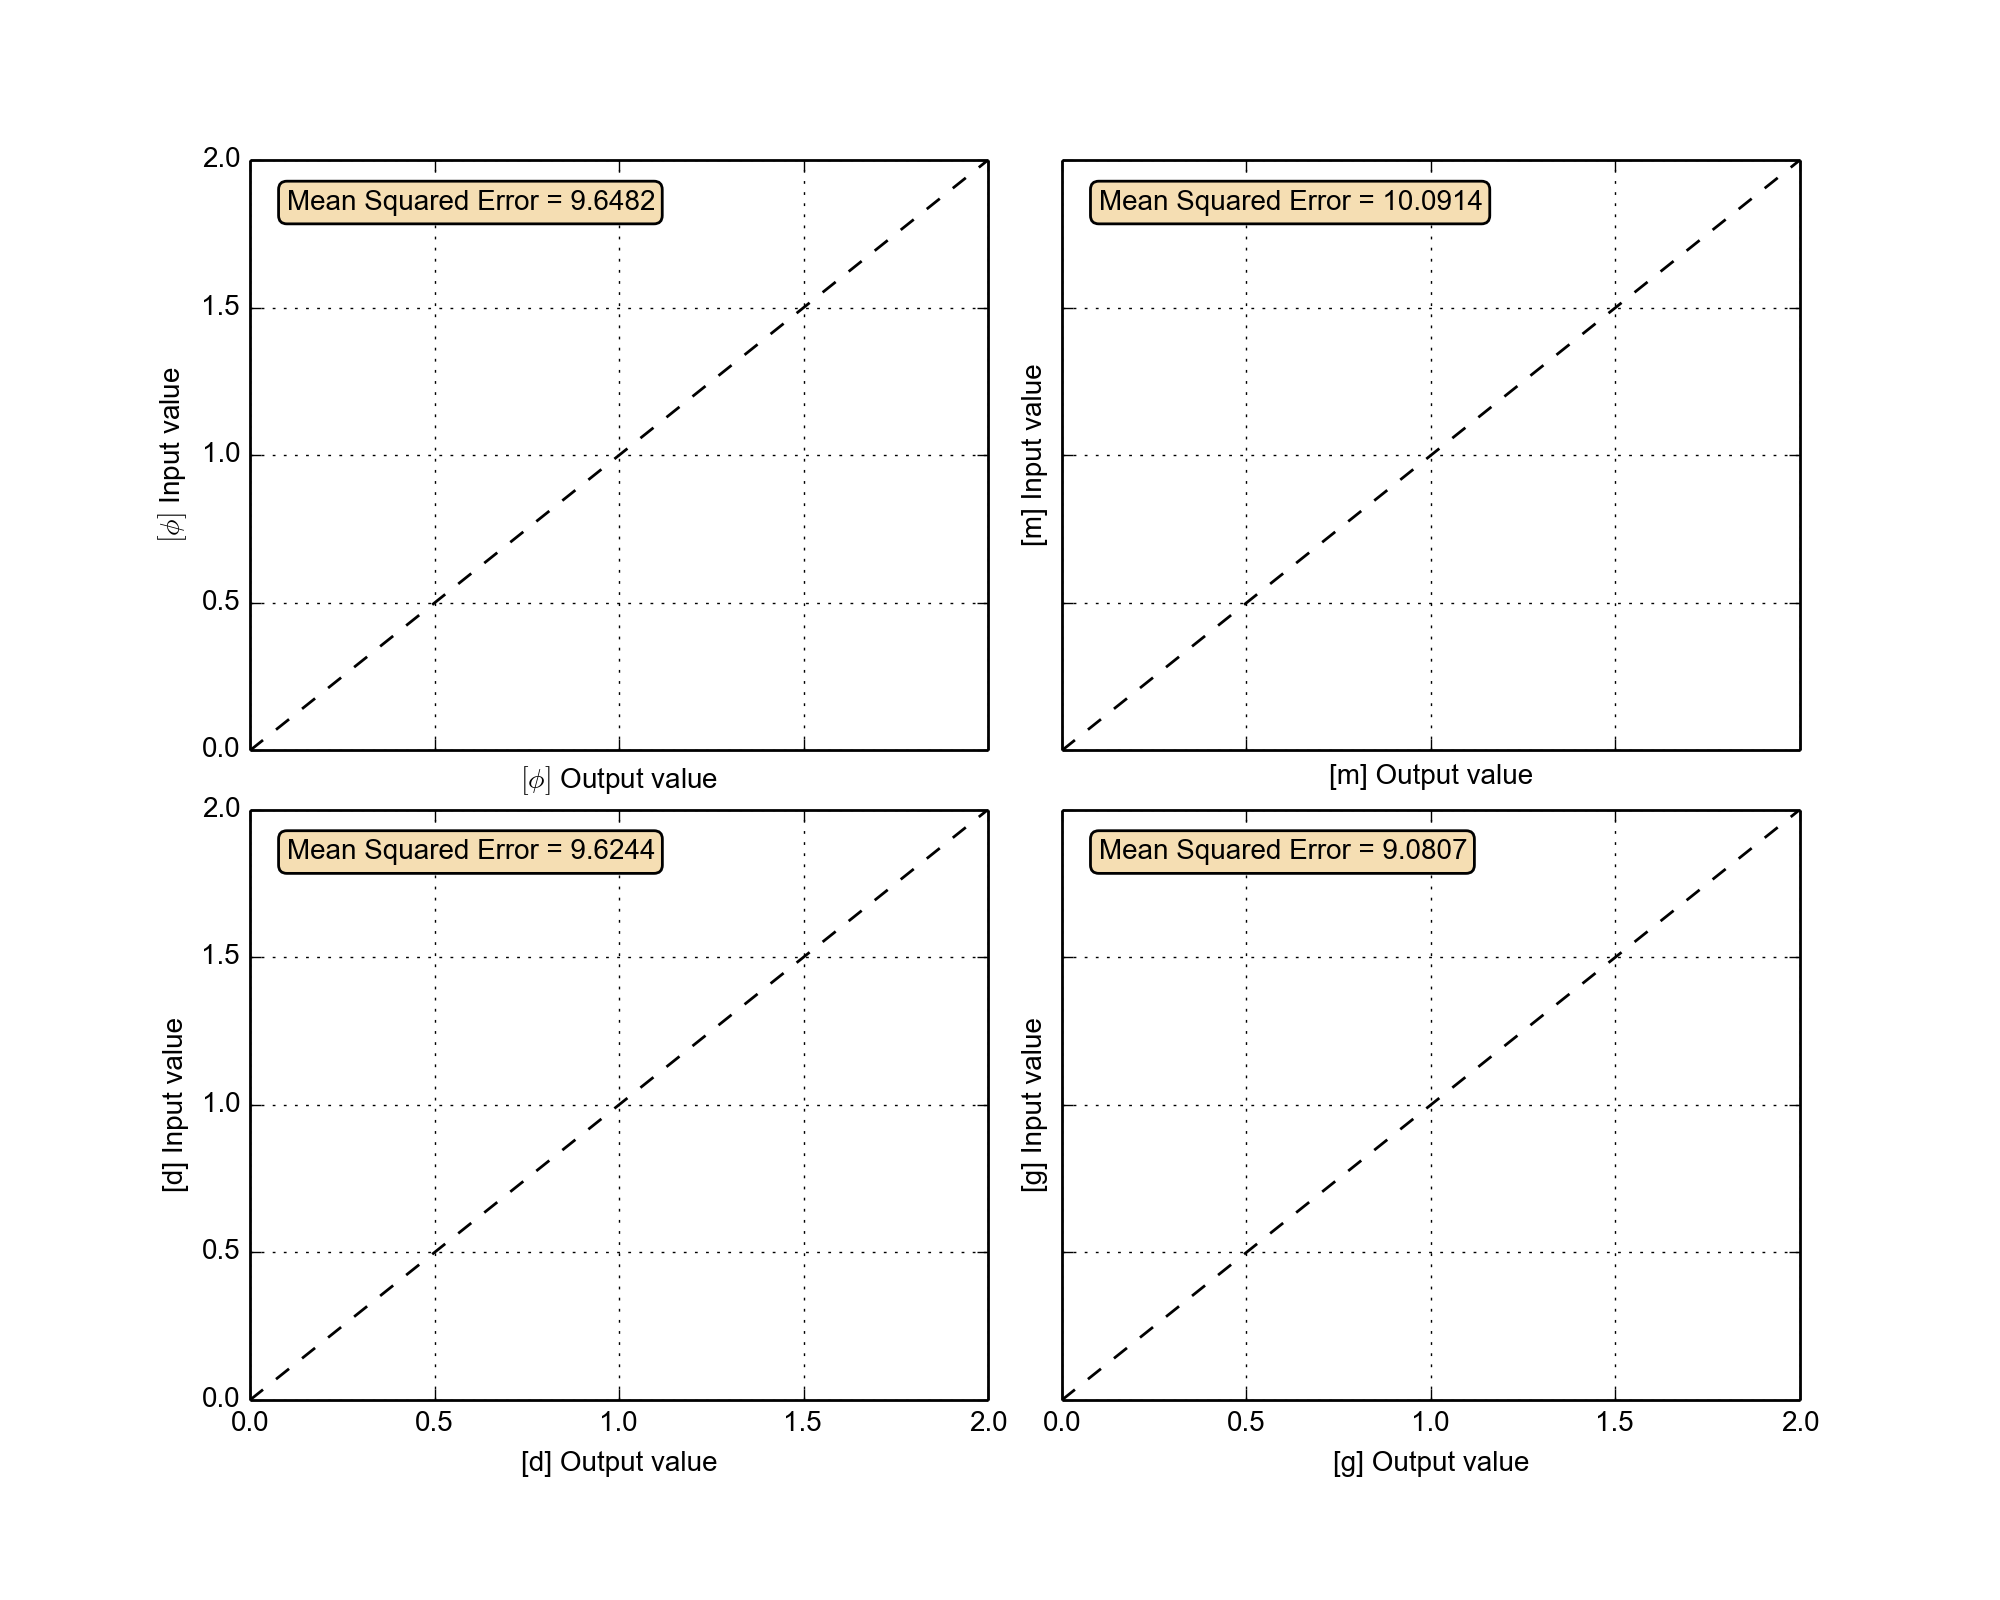 2.0
1.5
1.0
0.5
0.0
[ϕ] Input value
Mean Squared Error = 9.6482
[ϕ] Output value
[m] Input value
Mean Squared Error = 10.0914
[m] Output value
2.0
1.5
1.0
0.5
0.0
[d] Input value
Mean Squared Error = 9.6244
0.0 0.5 1.0 1.5 2.0
[d] Output value
[g] Input value
Mean Squared Error = 9.0807
0.0 0.5 1.0 1.5 2.0
[g] Output value